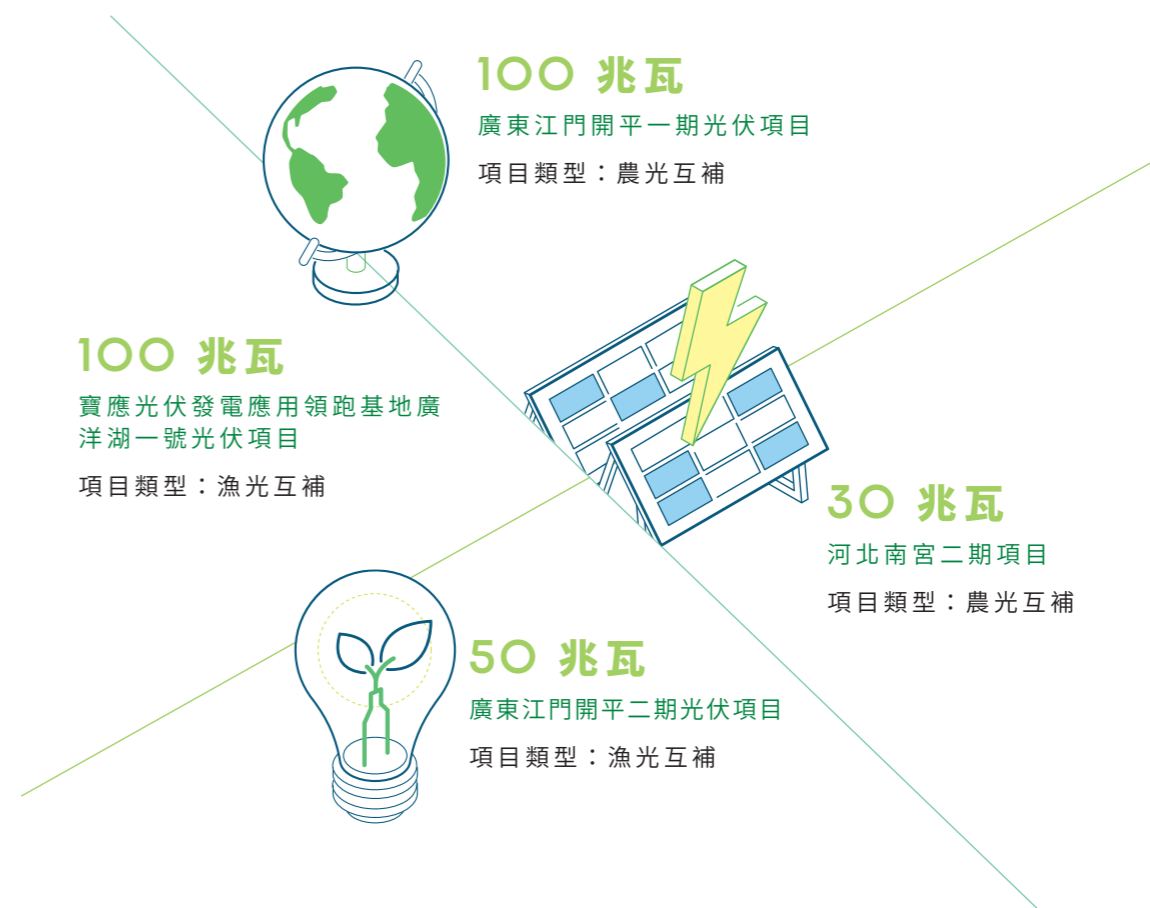 100 兆瓦
廣東江門開平一期光伏項目
項目類型：農光互補
100 兆瓦
寶應光伏發電應用領跑基地廣
洋湖一號光伏項目
項目類型：漁光互補
30 兆瓦
河北南宮二期項目
項目類型：農光互補
50 兆瓦
廣東江門開平二期光伏項目
項目類型：漁光互補